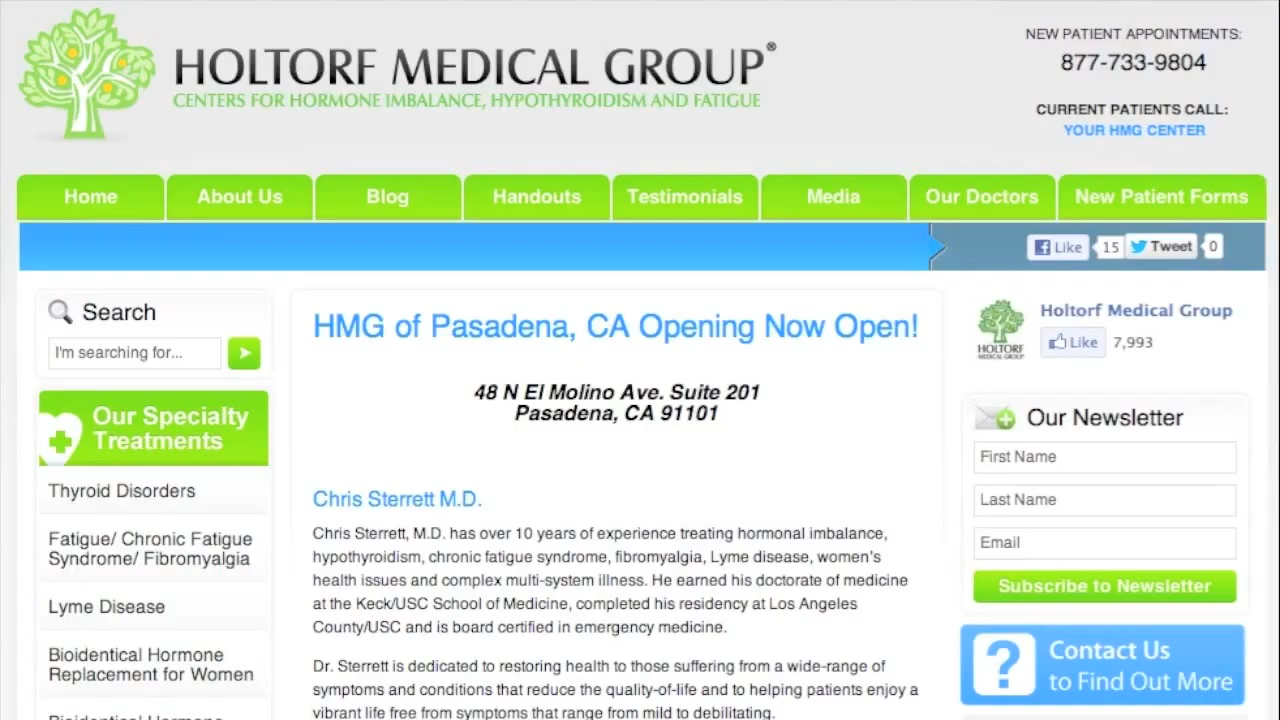 HOLTORF MEDICAL GROUP®
CENTERS FOR HORMONE IMBALANCE, HYPOTHYROIDISM AND FATIGUE
NEW PATIENT APPOINTMENTS:
877-733-9804
CURRENT PATIENTS CALL:
YOUR HMG CENTER
Home
About Us
Blog
Handouts
Testimonials
Media
Our Doctors
New Patient Forms
Like 15 Tweet 0
Search
I'm searching for...
Our Specialty
Treatments
Thyroid Disorders
Fatigue/ Chronic Fatigue
Syndrome/ Fibromyalgia
Lyme Disease
Bioidentical Hormone
Replacement for Women
Bioidentical Hormone
HMG of Pasadena, CA Opening Now Open!
48 N El Molino Ave. Suite 201
Pasadena, CA 91101
Chris Sterrett M.D.
Chris Sterrett, M.D. has over 10 years of experience treating hormonal imbalance,
hypothyroidism, chronic fatigue syndrome, fibromyalgia, Lyme disease, women's
health issues and complex multi-system illness. He earned his doctorate of medicine
at the Keck/USC School of Medicine, completed his residency at Los Angeles
County/USC and is board certified in emergency medicine.
Dr. Sterrett is dedicated to restoring health to those suffering from a wide-range of
symptoms and conditions that reduce the quality-of-life and to helping patients enjoy a
vibrant life free from symptoms that range from mild to debilitating.
HOLTORF
MEDICAL GROUP
Holtorf Medical Group
Like 7,993
Our Newsletter
First Name
Last Name
Email
Subscribe to Newsletter
?
Contact Us
to Find Out More